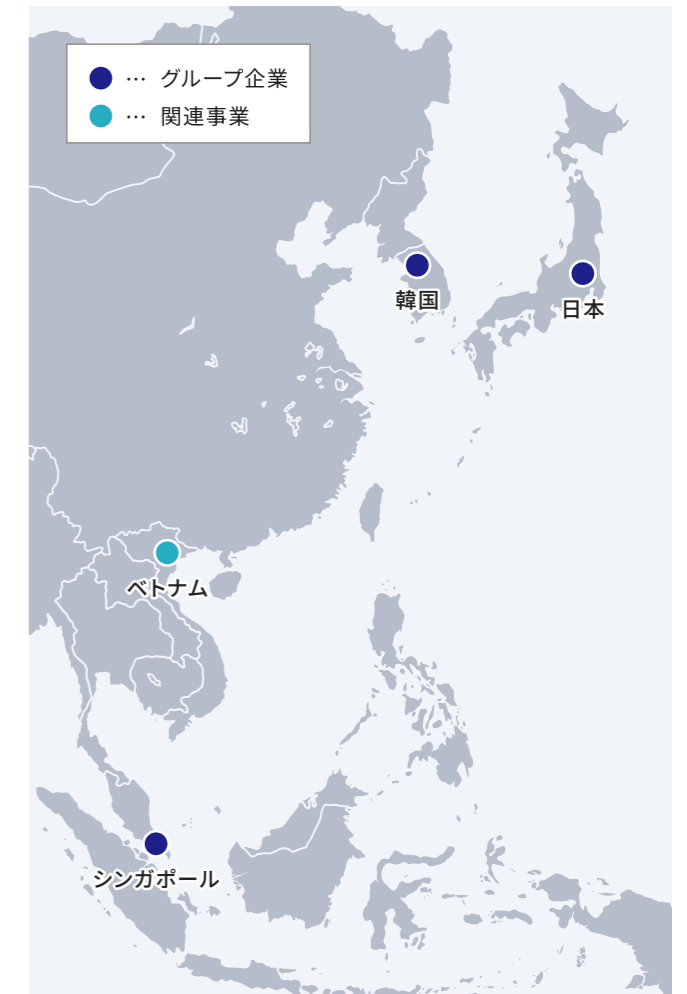 … グループ企業
… 関連事業
韓国
日本
ベトナム
シンガポール